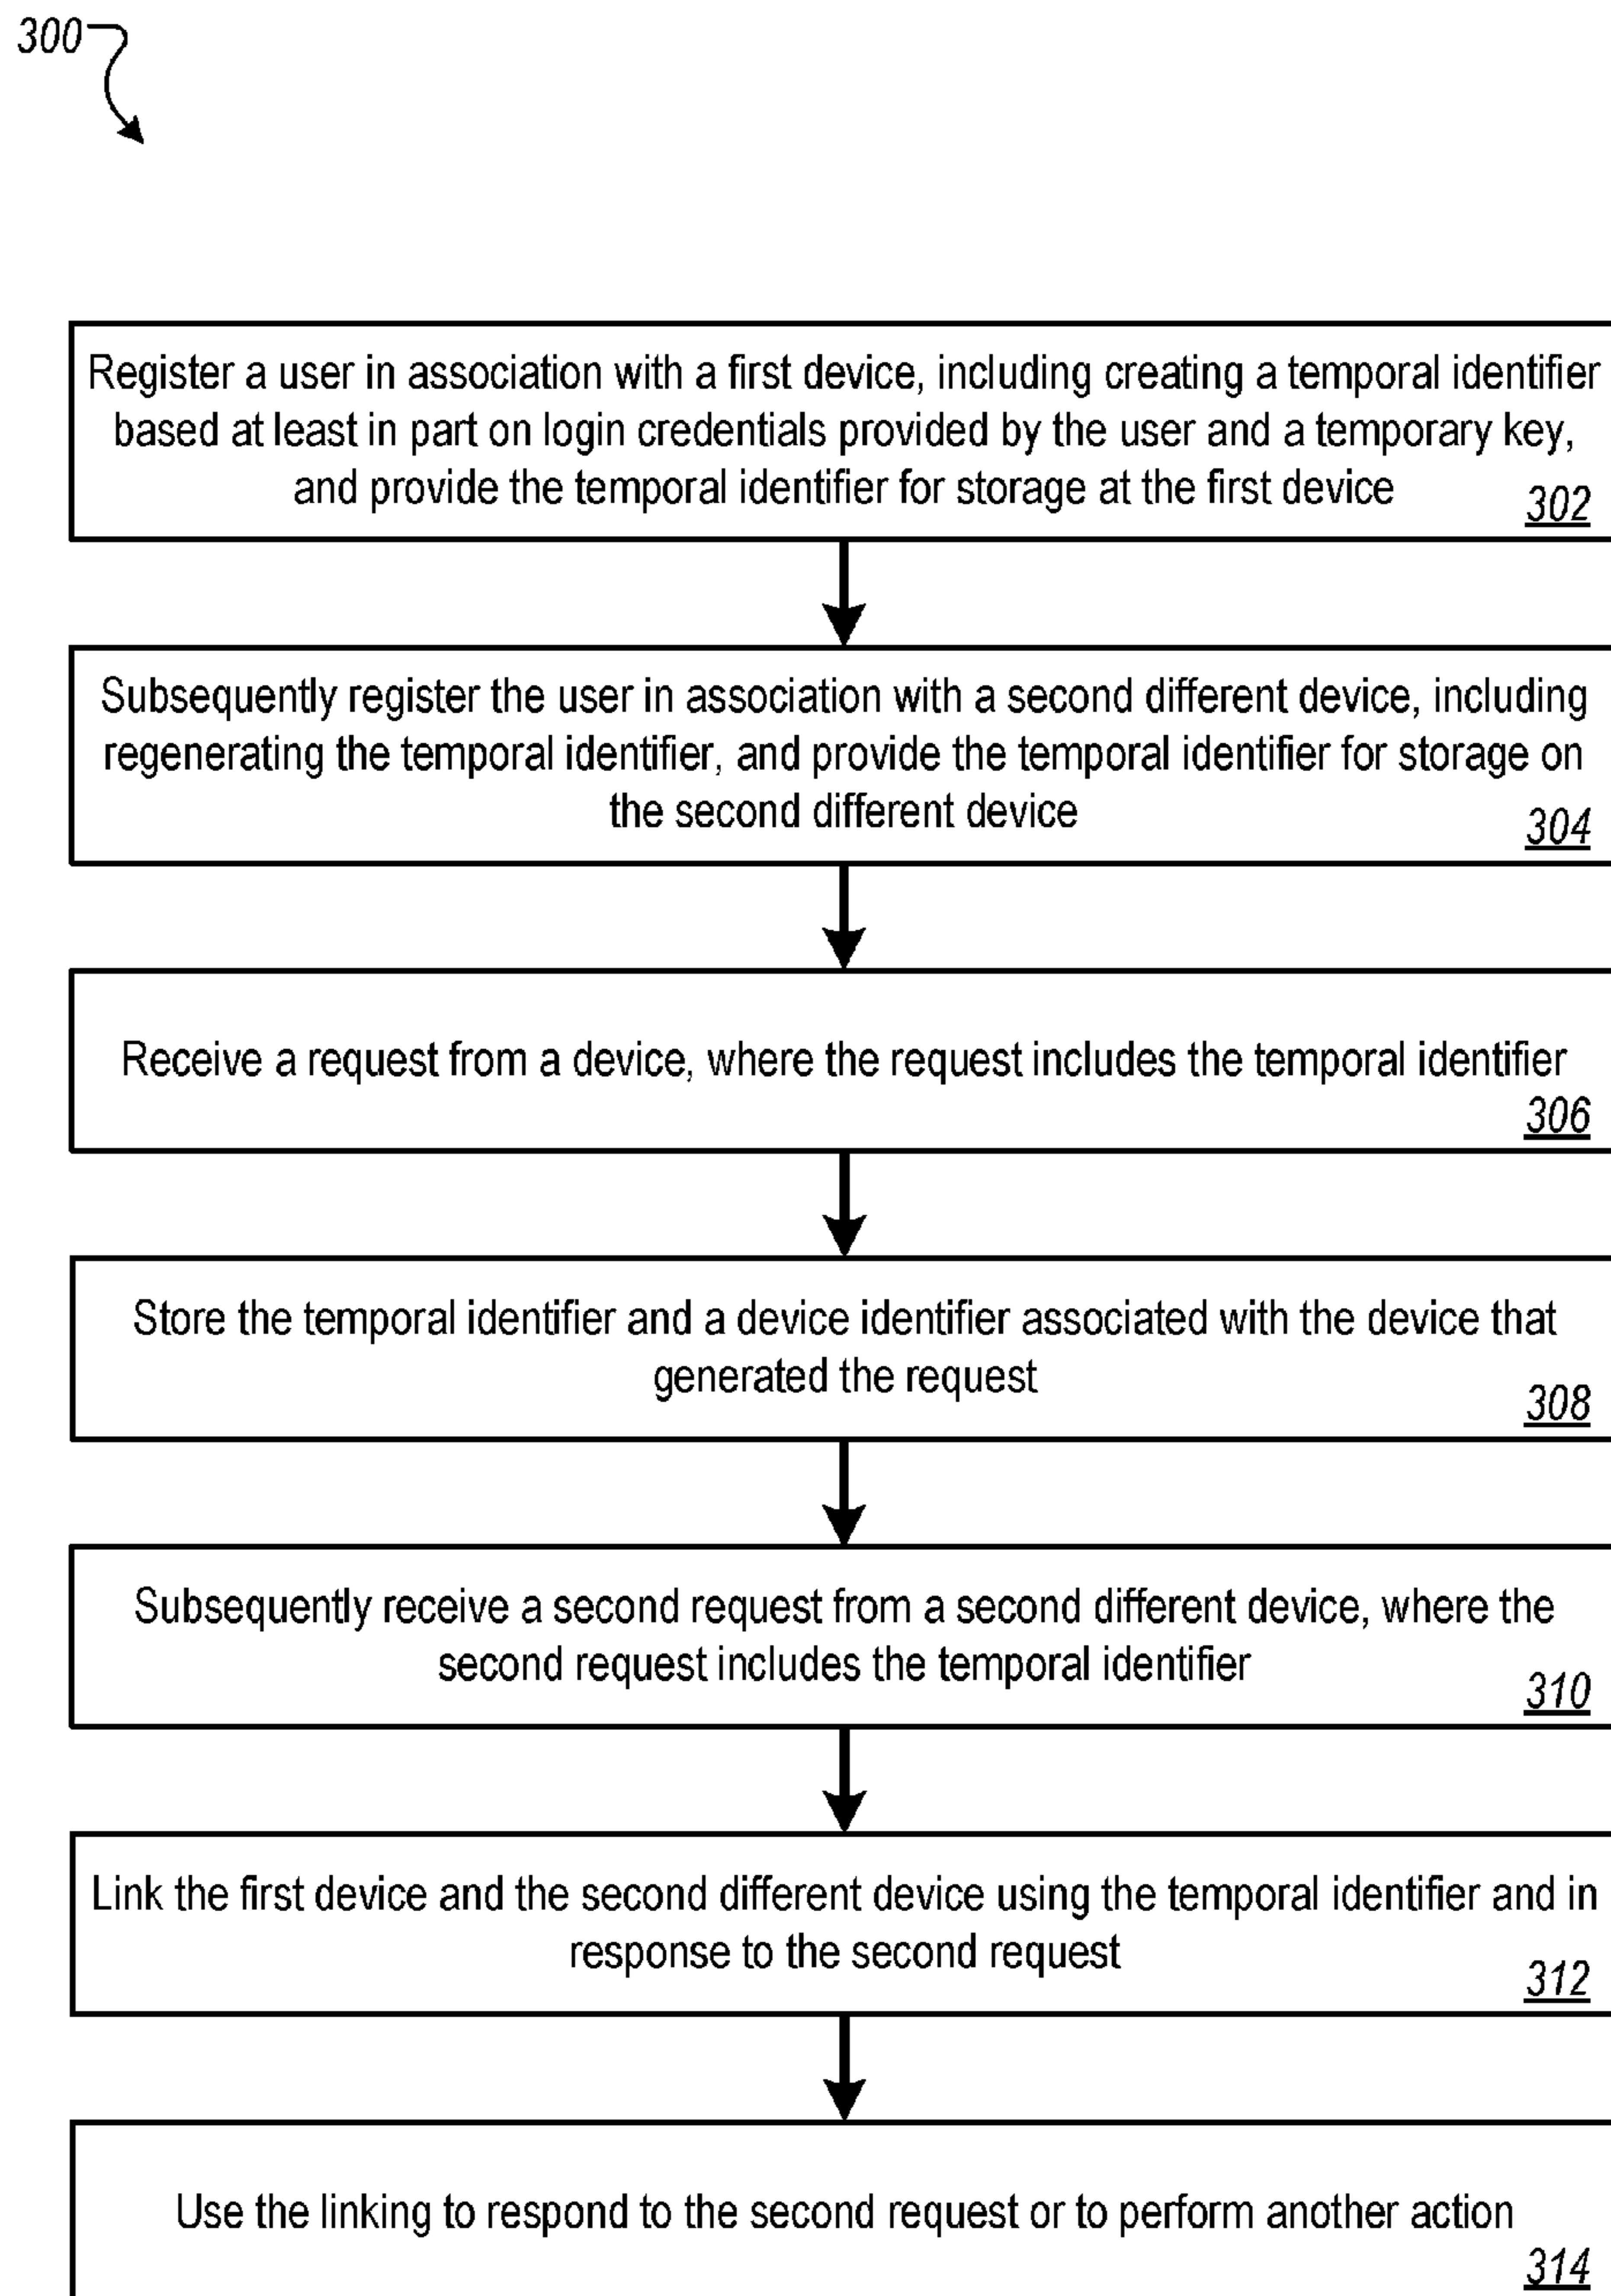 300
Register a user in association with a first device, including creating a temporal identifier
based at least in part on login credentials provided by the user and a temporary key,
and provide the temporal identifier for storage at the first device
302
Subsequently register the user in association with a second different device, including
regenerating the temporal identifier, and provide the temporal identifier for storage on
the second different device
304
Receive a request from a device, where the request includes the temporal identifier
306
Store the temporal identifier and a device identifier associated with the device that
generated the request
308
Subsequently receive a second request from a second different device, where the
second request includes the temporal identifier
310
Link the first device and the second different device using the temporal identifier and in
response to the second request
312
Use the linking to respond to the second request or to perform another action
314